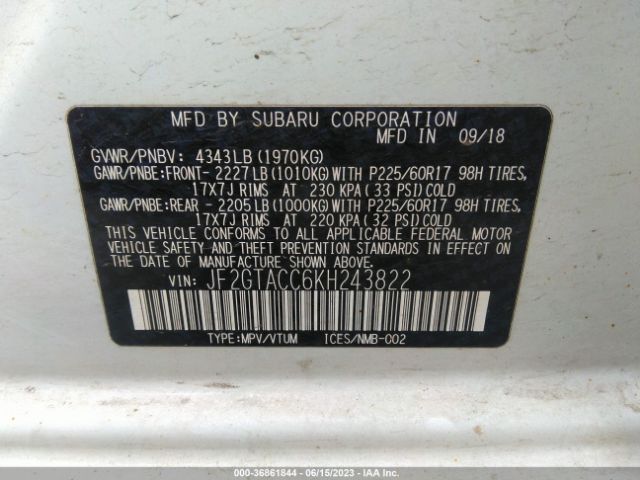 MFD BY SUBARU CORPORATION
MFD IN 09/18
GVWR/PNBV: 4343LB (1970KG)
GAWR/PNBE:FRONT- 2227 LB (1010KG) WITH P225/60R17 98H TIRES,
17X7J RIMS AT 230 KPA (33 PSI) COLD
GAWR/PNBE:REAR - 2205 LB (1000KG) WITH P225/60R17 98H TIRES,
17X7J RIMS AT 220 KPA (32 PSI) COLD
THIS VEHICLE CONFORMS TO ALL APPLICABLE FEDERAL MOTOR
VEHICLE SAFETY AND THEFT PREVENTION STANDARDS IN EFFECT
ON THE DATE OF MANUFACTURE SHOWN ABOVE.
VIN: JF2GTACC6KH243822
TYPE:MPV/VTUM ICES/NMB-002
000-36861844 - 06/15/2023 - IAA Inc.